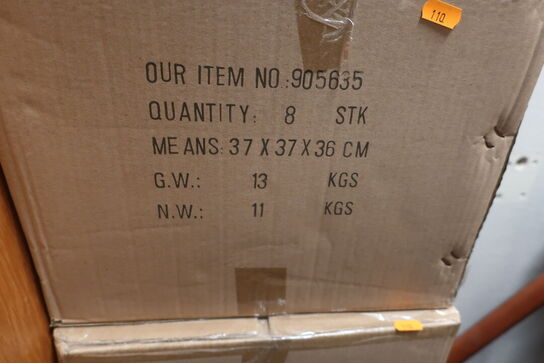 110
OUR ITEM NO.:905635
QUANTITY: 8 STK
MEANS: 37 X 37 X 36 CM
G.W.: 13 KGS
N.W.: 11 KGS